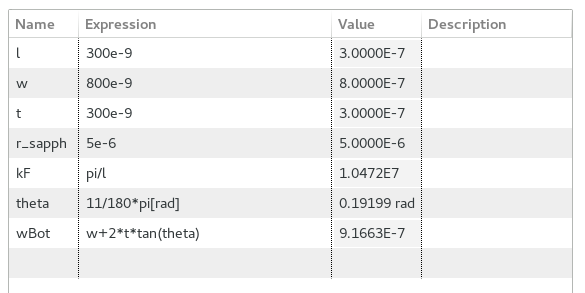 Name Expression Value Description
l 300e-9 3.0000E-7
w 800e-9 8.0000E-7
t 300e-9 3.0000E-7
r_sapph 5e-6 5.0000E-6
kF pi/l 1.0472E7
theta 11/180*pi[rad] 0.19199 rad
wBot w+2*t*tan(theta) 9.1663E-7